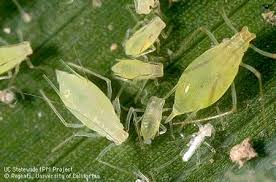 UC Statewide IPM Project
© Regents, University of California